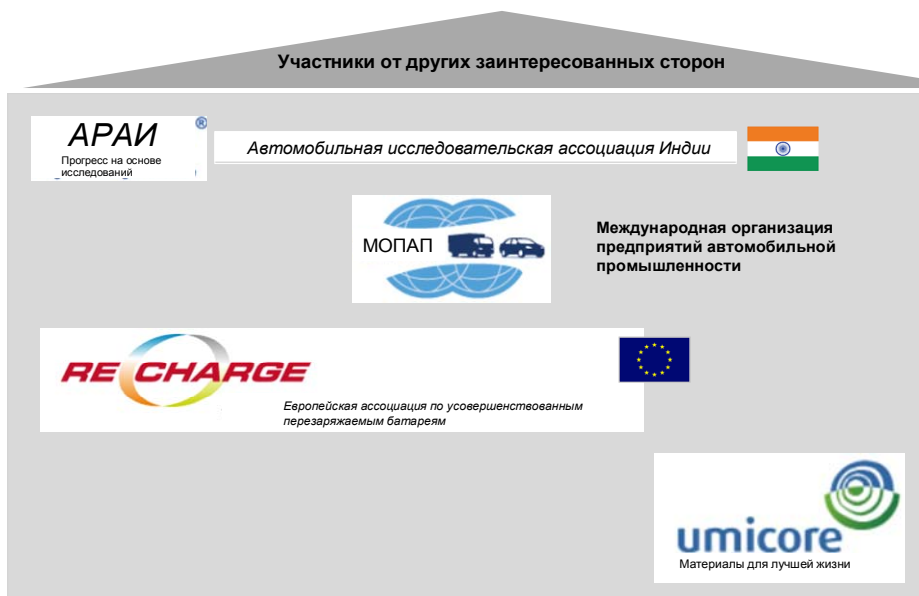 Участники от других заинтересованных сторон
АРАИ ®
Прогресс на основе
исследований
Автомобильная исследовательская ассоциация Индии
МОПАП
Международная организация
предприятий автомобильной
промышленности
RECHARGE
Европейская ассоциация по усовершенствованным
перезаряжаемым батареям
umicore
Материалы для лучшей жизни